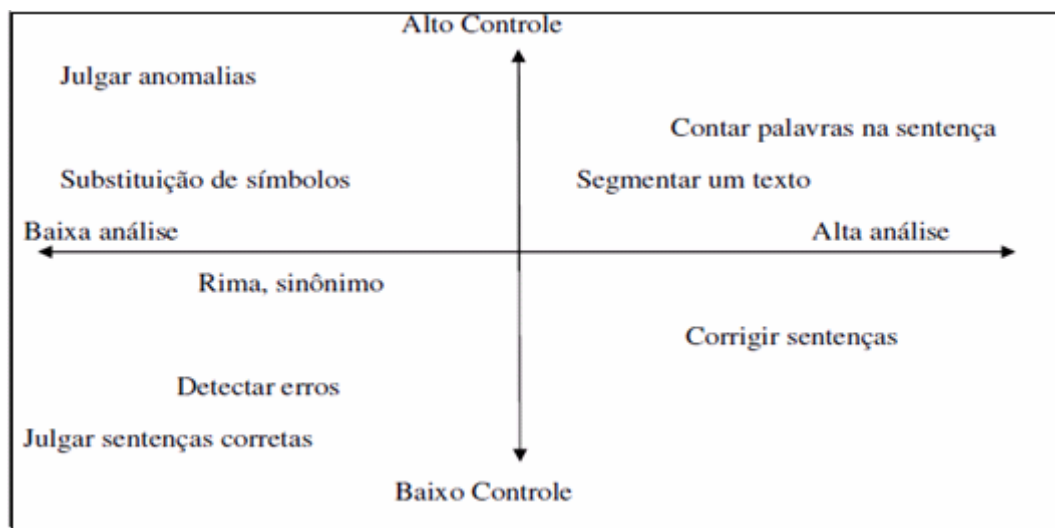 Alto Controle
Julgar anomalias
Contar palavras na sentença
Substituição de símbolos
Segmentar um texto
Baixa análise
Alta análise
Rima, sinônimo
Corrigir sentenças
Detectar erros
Julgar sentenças corretas
Baixo Controle